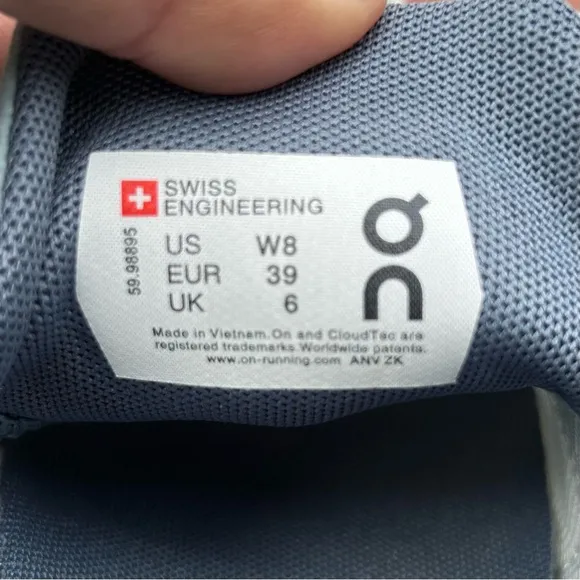 SWISS
ENGINEERING
59.98895
US W8
EUR 39
UK 6
Made in Vietnam.On and CloudTec are
registered trademarks.Worldwide patents.
www.on-running.com ANV ZK